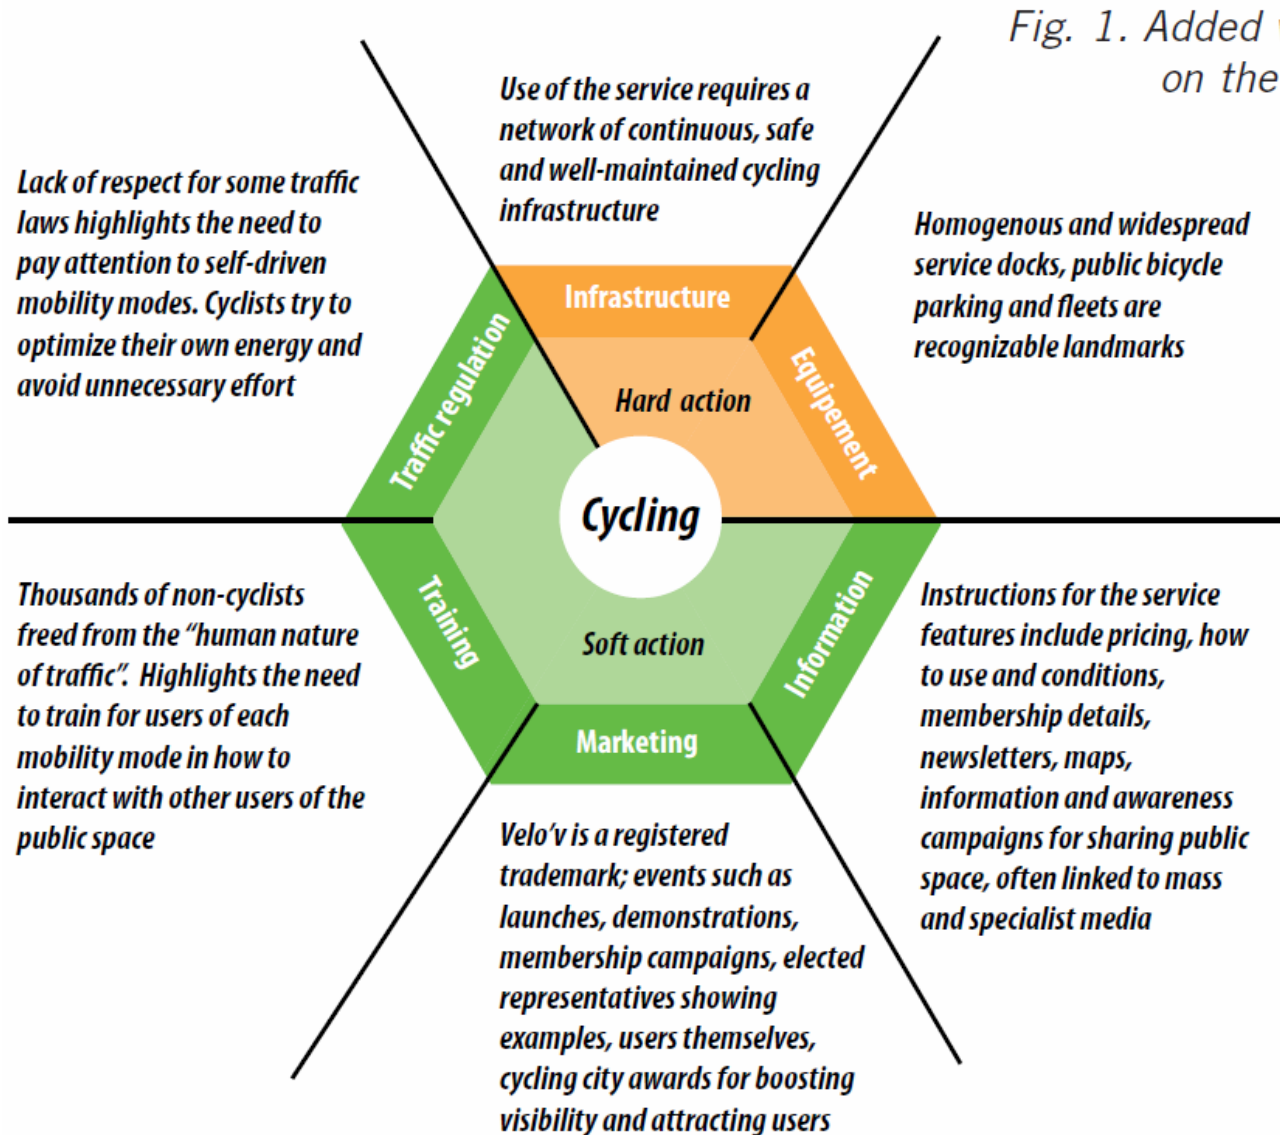 Fig. 1. Added
on the
Use of the service requires a
network of continuous, safe
and well-maintained cycling
infrastructure
Lack of respect for some traffic
laws highlights the need to
pay attention to self-driven
mobility modes. Cyclists try to
optimize their own energy and
avoid unnecessary effort
Homogenous and widespread
service docks, public bicycle
parking and fleets are
recognizable landmarks
Infrastructure
Traffic regulation
Equipement
Hard action
Cycling
Soft action
Training
Information
Marketing
Thousands of non-cyclists
freed from the “human nature
of traffic”. Highlights the need
to train for users of each
mobility mode in how to
interact with other users of the
public space
Instructions for the service
features include pricing, how
to use and conditions,
membership details,
newsletters, maps,
information and awareness
campaigns for sharing public
space, often linked to mass
and specialist media
Velo’v is a registered
trademark; events such as
launches, demonstrations,
membership campaigns, elected
representatives showing
examples, users themselves,
cycling city awards for boosting
visibility and attracting users